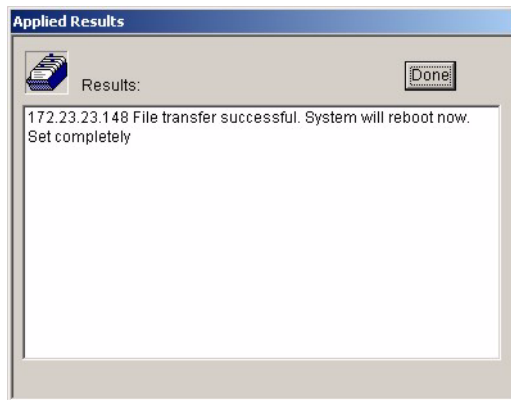 Applied Results
Results:
Done
172.23.23.148 File transfer successful. System will reboot now.
Set completely